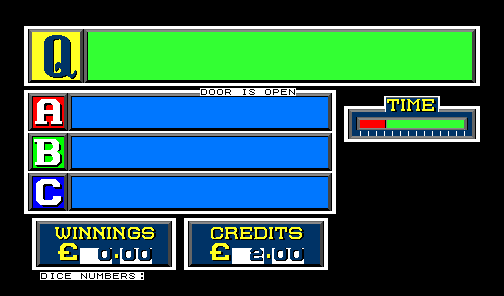 Q
DOOR IS OPEN
A
TIME
B
C
WINNINGS
£ 0.00
CREDITS
£ 2.00
DICE NUMBERS: